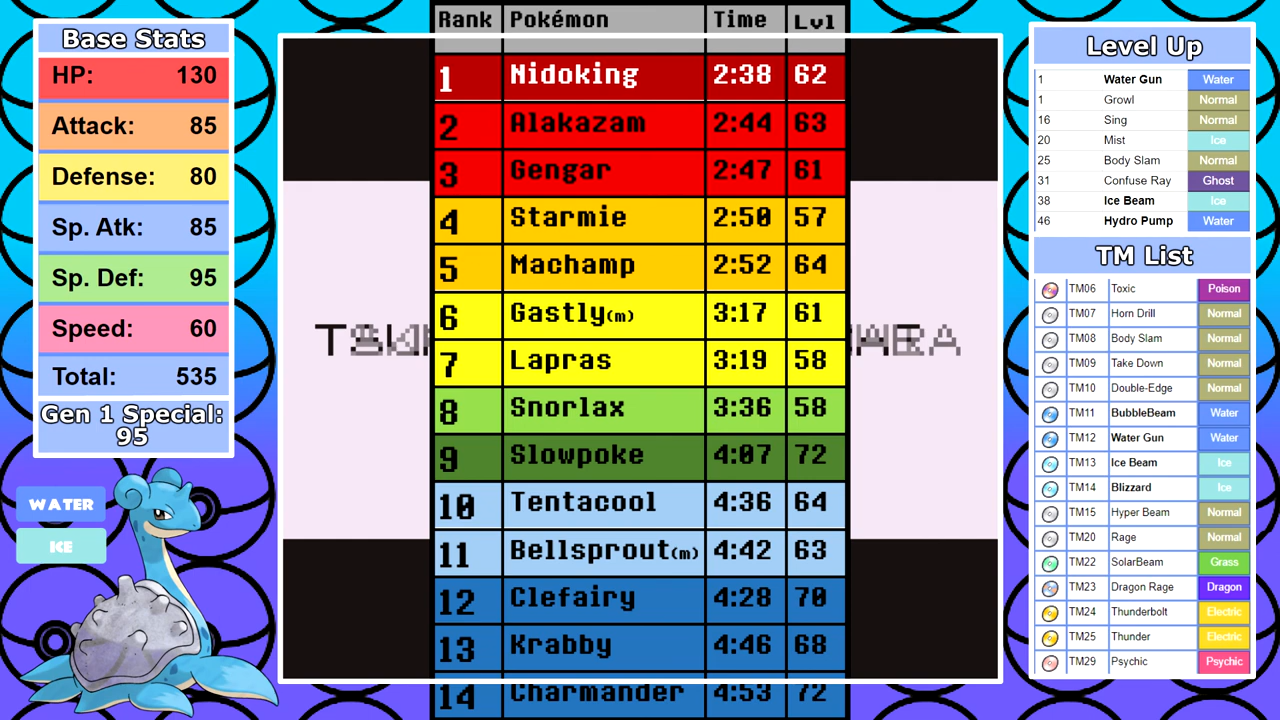 Base Stats
HP: 130
Attack: 85
Defense: 80
Sp. Atk: 85
Sp. Def: 95
Speed: 60
Total: 535
Gen 1 Special:
95
WATER
ICE
Rank Pokémon Time Lvl
1 Nidoking 2:38 62
2 Alakazam 2:44 63
3 Gengar 2:47 61
4 Starmie 2:50 57
5 Machamp 2:52 64
6 Gastly(m) 3:17 61
7 Lapras 3:19 58
8 Snorlax 3:36 58
9 Slowpoke 4:07 72
10 Tentacool 4:36 64
11 Bellsprout(m) 4:42 63
12 Clefairy 4:28 70
13 Krabby 4:46 68
14 Charmander 4:53 72
Level Up
1 Water Gun Water
1 Growl Normal
16 Sing Normal
20 Mist Ice
25 Body Slam Normal
31 Confuse Ray Ghost
38 Ice Beam Ice
46 Hydro Pump Water
TM List
TM06 Toxic Poison
TM07 Horn Drill Normal
TM08 Body Slam Normal
TM09 Take Down Normal
TM10 Double-Edge Normal
TM11 BubbleBeam Water
TM12 Water Gun Water
TM13 Ice Beam Ice
TM14 Blizzard Ice
TM15 Hyper Beam Normal
TM20 Rage Normal
TM22 SolarBeam Grass
TM23 Dragon Rage Dragon
TM24 Thunderbolt Electric
TM25 Thunder Electric
TM29 Psychic Psychic